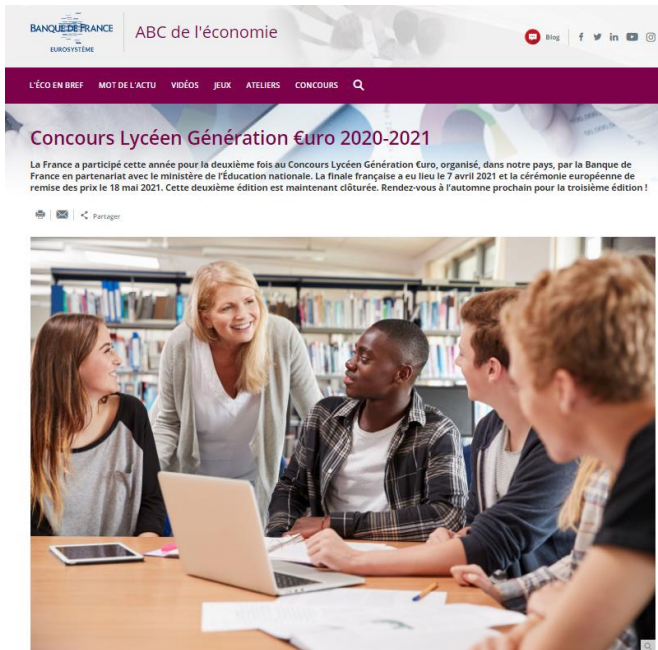 BANQUE DE FRANCE
EUROSYSTÈME
ABC de l'économie
Blog
L'ÉCO EN BREF MOT DE L'ACTU VIDÉOS JEUX ATELIERS CONCOURS
Concours Lycéen Génération €uro 2020-2021
La France a participé cette année pour la deuxième fois au Concours Lycéen Génération €uro, organisé, dans notre pays, par la Banque de
France en partenariat avec le ministère de l'Éducation nationale. La finale française a eu lieu le 7 avril 2021 et la cérémonie européenne de
remise des prix le 18 mai 2021. Cette deuxième édition est maintenant clôturée. Rendez-vous à l'automne prochain pour la troisième édition !
Partager